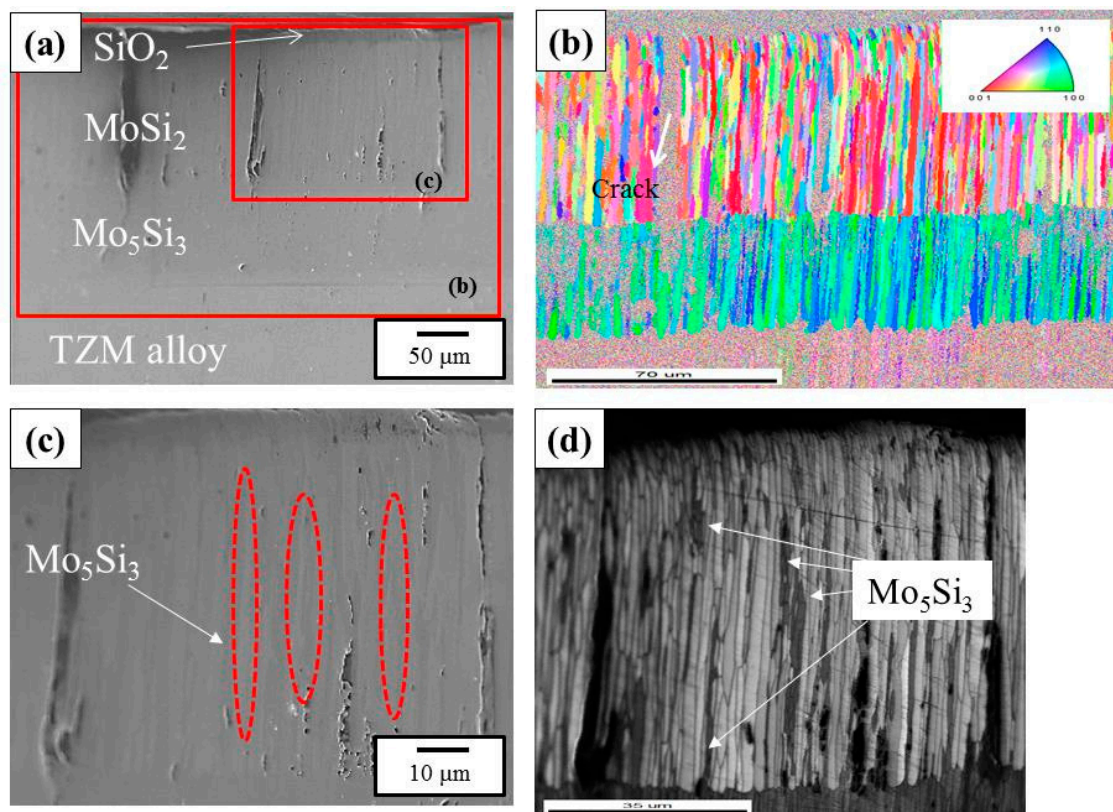 (a)
SiO₂
MoSi₂
(c)
Mo₅Si₃
(b)
TZM alloy
50 μm
(b)
110
001
100
Crack
70 um
(c)
Mo₅Si₃
10 μm
(d)
Mo₅Si₃
35 um